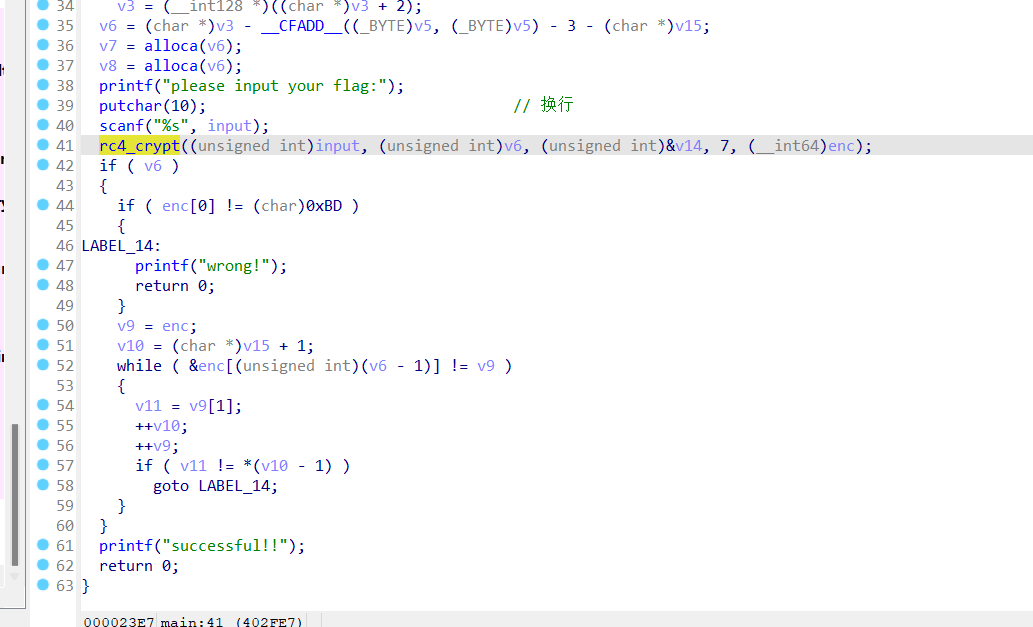 34 v3 = (__int128 *)((char *)v3 + 2);
35 v6 = (char *)v3 - __CFADD__((_BYTE)v5, (_BYTE)v5) - 3 - (char *)v15;
36 v7 = alloca(v6);
37 v8 = alloca(v6);
38 printf("please input your flag:");
39 putchar(10); // 换行
40 scanf("%s", input);
41 rc4_crypt((unsigned int)input, (unsigned int)v6, (unsigned int)&v14, 7, (__int64)enc);
42 if ( v6 )
43 {
44 if ( enc[0] != (char)0xBD )
45 {
46 LABEL_14:
47 printf("wrong!");
48 return 0;
49 }
50 v9 = enc;
51 v10 = (char *)v15 + 1;
52 while ( &enc[(unsigned int)(v6 - 1)] != v9 )
53 {
54 v11 = v9[1];
55 ++v10;
56 ++v9;
57 if ( v11 != *(v10 - 1) )
58 goto LABEL_14;
59 }
60 }
61 printf("successful!!");
62 return 0;
63 }
000023E7 main:41 (402FE7)